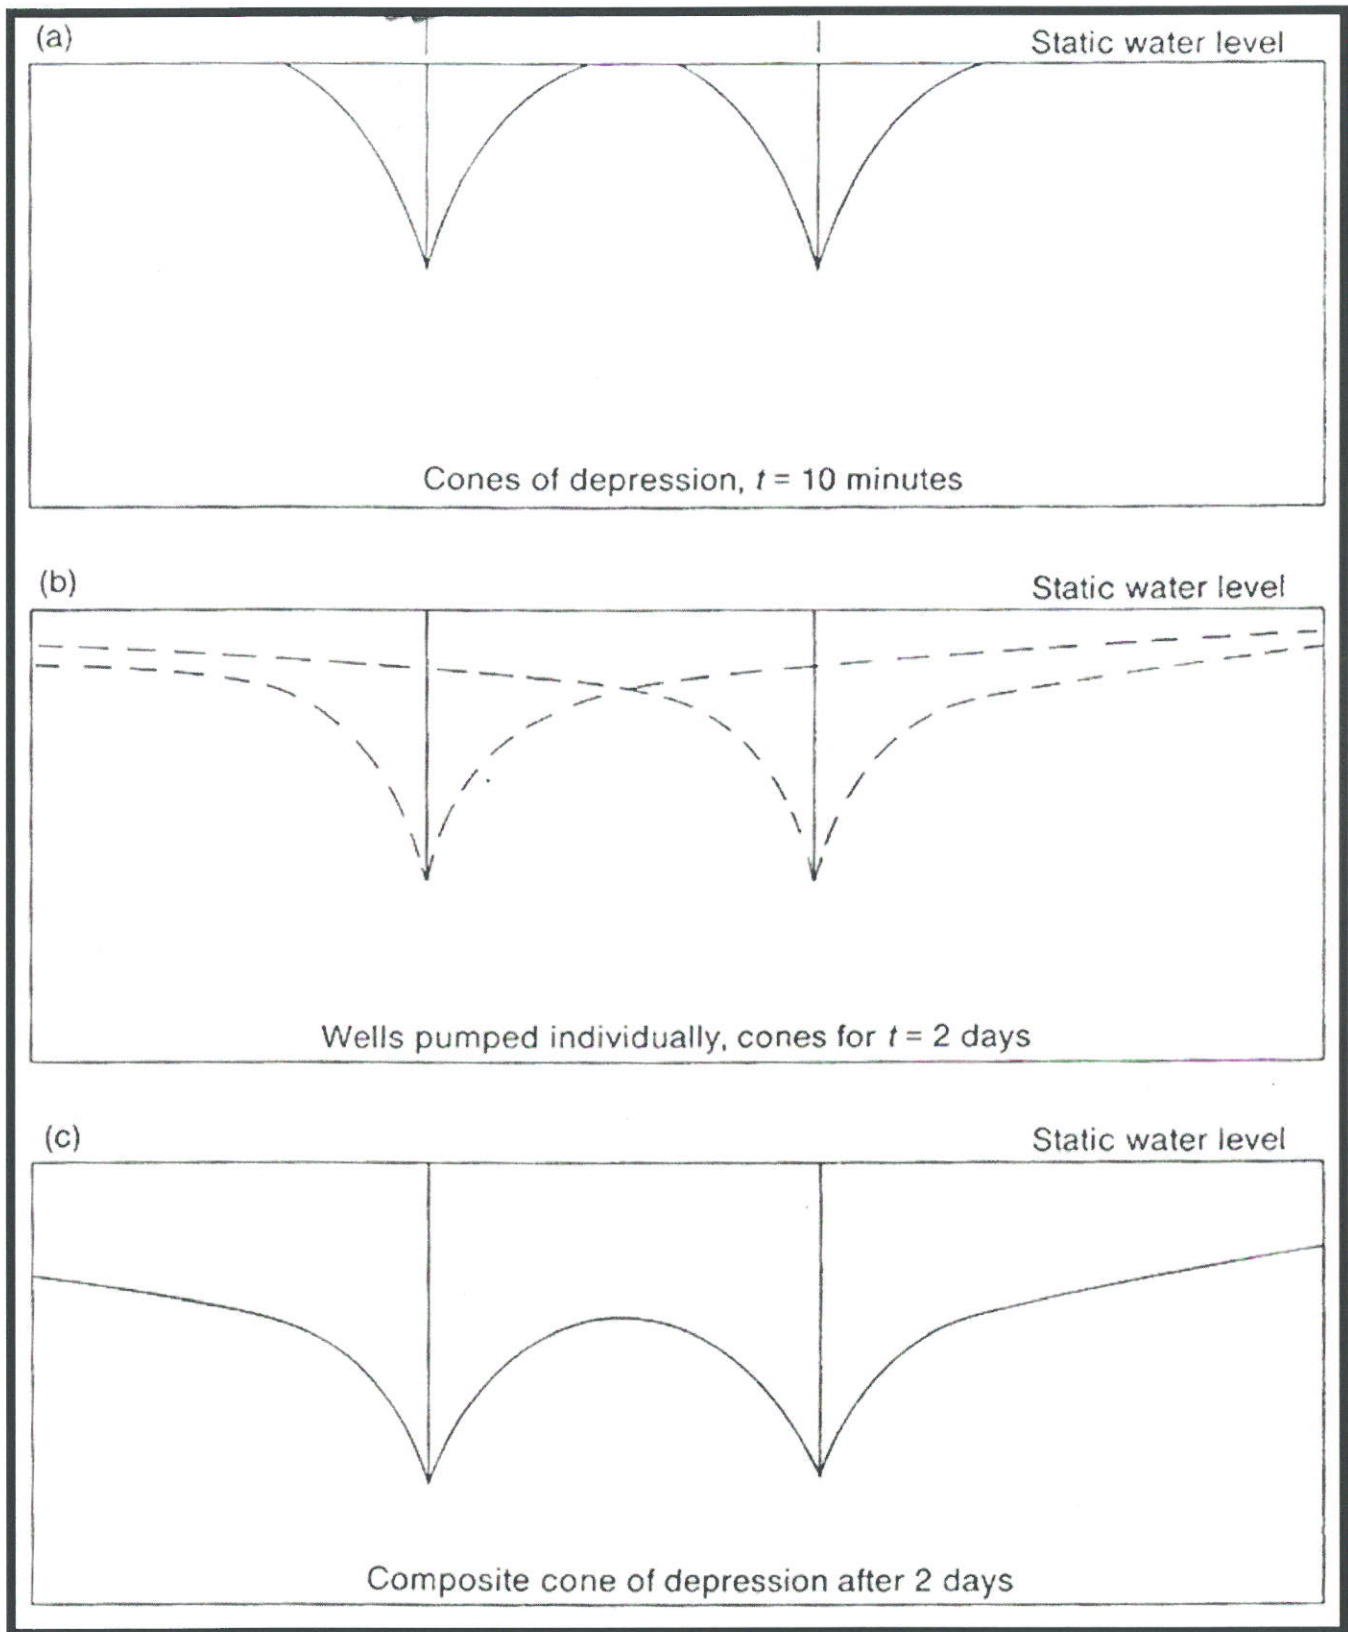 (a)
Static water level
Cones of depression, t = 10 minutes
(b)
Static water level
Wells pumped individually, cones for t = 2 days
(c)
Static water level
Composite cone of depression after 2 days